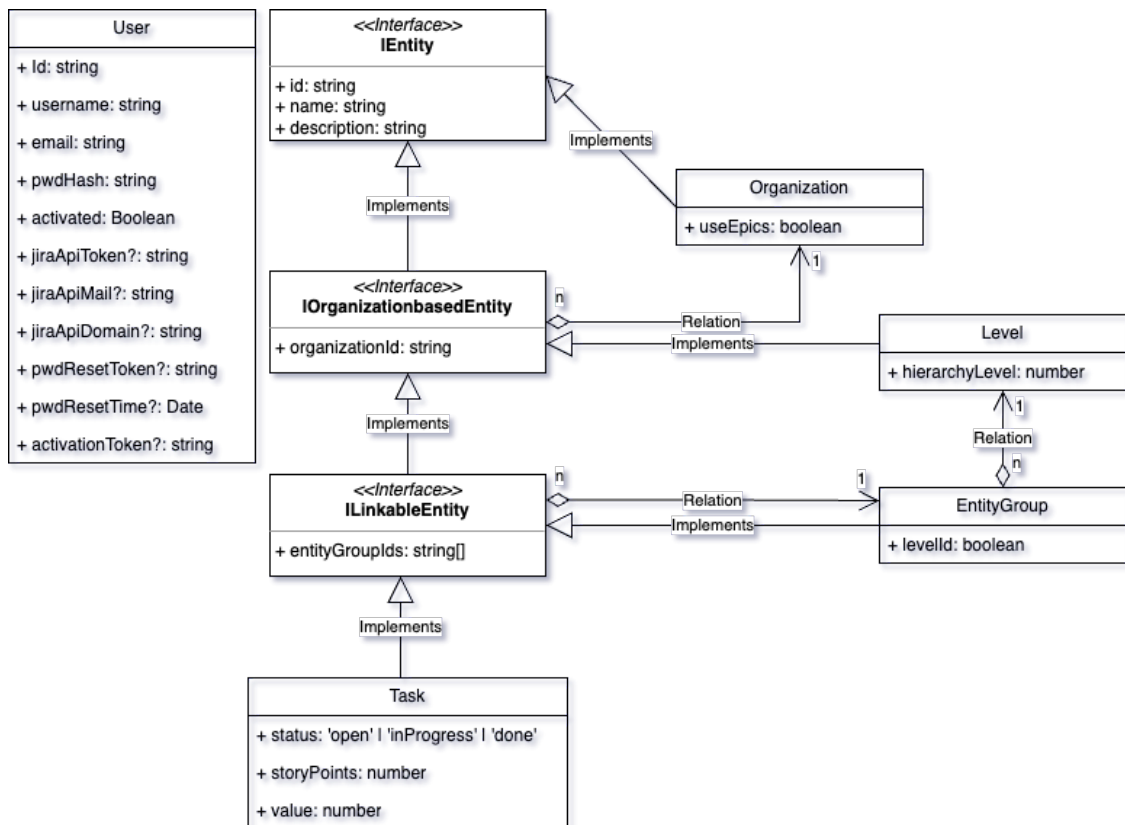 User
+ Id: string
+ username: string
+ email: string
+ pwdHash: string
+ activated: Boolean
+ jiraApiToken?: string
+ jiraApiMail?: string
+ jiraApiDomain?: string
+ pwdResetToken?: string
+ pwdResetTime?: Date
+ activationToken?: string
<<Interface>>
IEntity
+ id: string
+ name: string
+ description: string
Implements
Organization
+ useEpics: boolean
Implements
<<Interface>>
IOrganizationbasedEntity
+ organizationId: string
n
Relation
1
Implements
Level
+ hierarchyLevel: number
Implements
1
Relation
n
<<Interface>>
ILinkableEntity
+ entityGroupIds: string[]
n
Relation
1
Implements
EntityGroup
+ levelId: boolean
Implements
Task
+ status: 'open' | 'inProgress' | 'done'
+ storyPoints: number
+ value: number